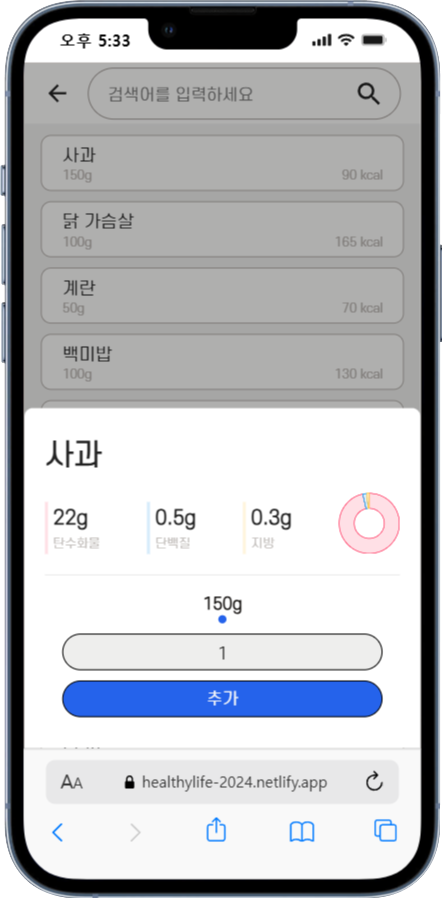 오후 5:33
검색어를 입력하세요
사과
150g 90 kcal
닭 가슴살
100g 165 kcal
계란
50g 70 kcal
백미밥
100g 130 kcal
사과
22g 0.5g 0.3g
탄수화물 단백질 지방
150g
1
추가
AA healthylife-2024.netlify.app